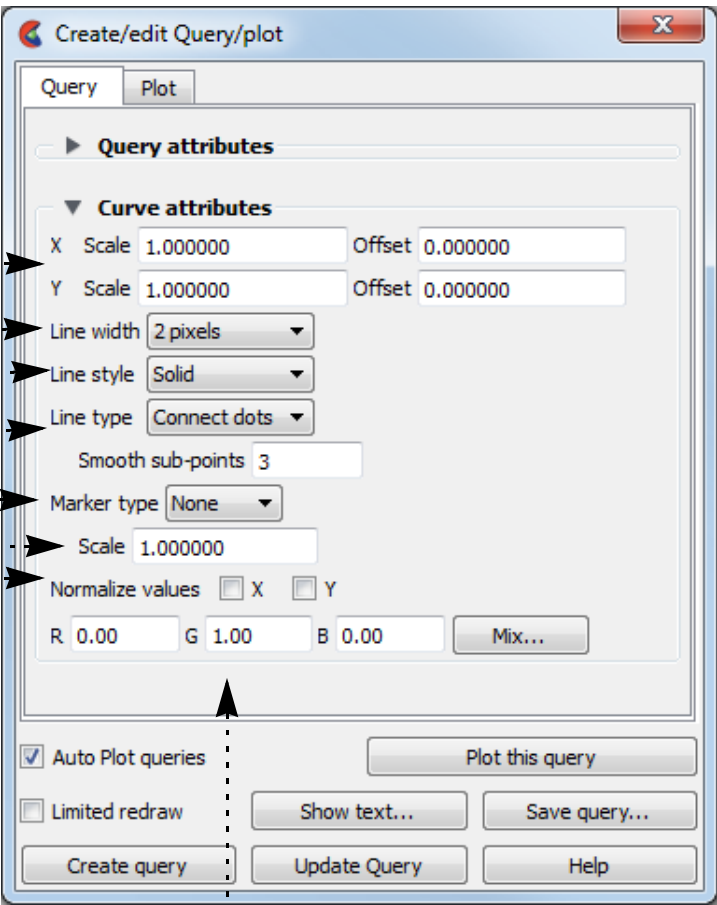 Create/edit Query/plot
Query Plot
Query attributes
Curve attributes
X Scale 1.000000 Offset 0.000000
Y Scale 1.000000 Offset 0.000000
Line width 2 pixels
Line style Solid
Line type Connect dots
Smooth sub-points 3
Marker type None
Scale 1.000000
Normalize values X Y
R 0.00 G 1.00 B 0.00 Mix...
Auto Plot queries Plot this query
Limited redraw Show text... Save query...
Create query Update Query Help